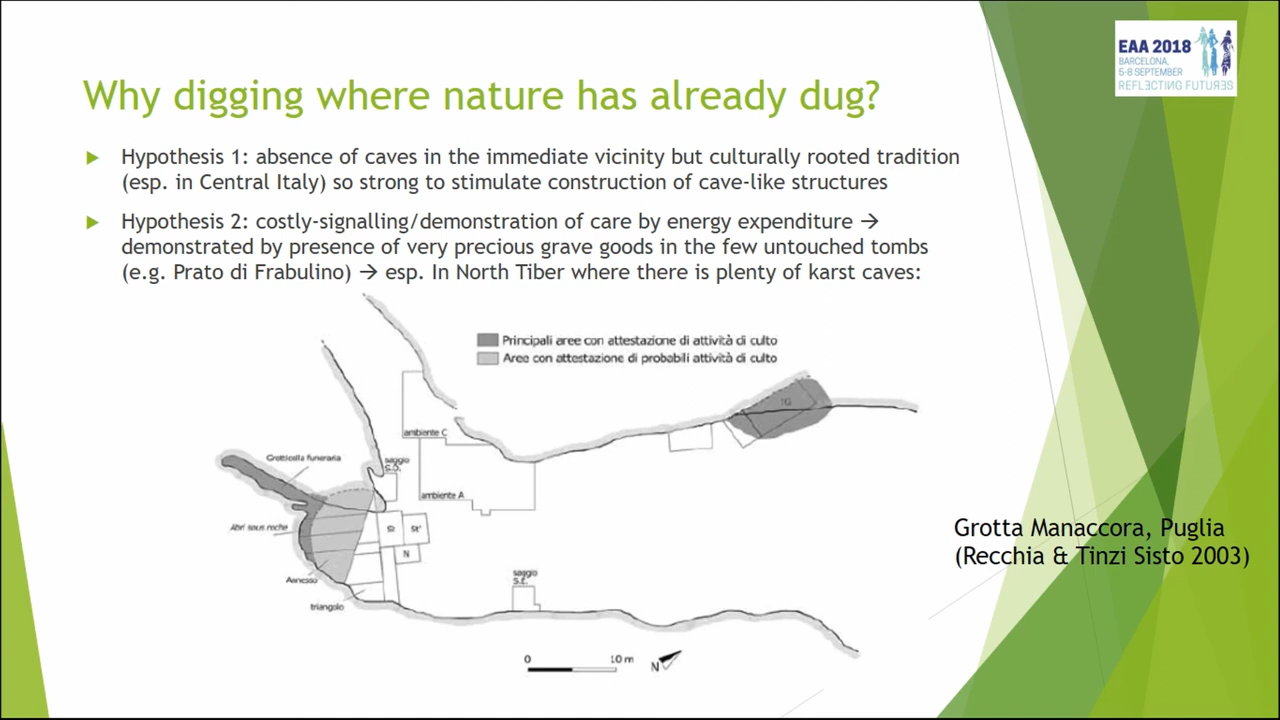 EAA 2018
BARCELONA,
5-8 SEPTEMBER
REFLECTING FUTURES
Why digging where nature has already dug?
Hypothesis 1: absence of caves in the immediate vicinity but culturally rooted tradition
(esp. in Central Italy) so strong to stimulate construction of cave-like structures
Hypothesis 2: costly-signalling/demonstration of care by energy expenditure →
demonstrated by presence of very precious grave goods in the few untouched tombs
(e.g. Prato di Frabulino) → esp. In North Tiber where there is plenty of karst caves:
Principali aree con attestazione di attività di culto
Aree con attestazione di probabili attività di culto
ambiente C
Grotticella funeraria
saggio
S.O.
ambiente A
Abri sous roche
St
St'
N
Annesso
triangolo
saggio
S.E.
0 10 m
N
Grotta Manaccora, Puglia
(Recchia & Tinzi Sisto 2003)